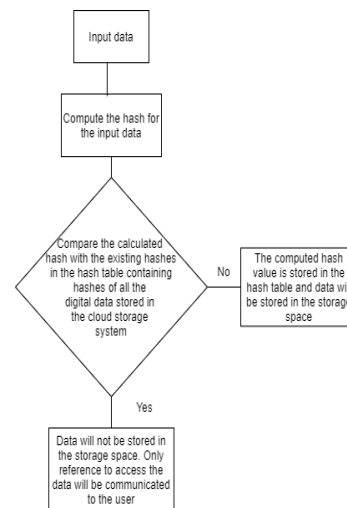 Input data
Compute the hash for
the input data
Compare the calculated
hash with the existing hashes
in the hash table containing
hashes of all the
digital data stored in
the cloud storage
system
No
The computed hash
value is stored in the
hash table and data wil
be stored in the storage
space
Yes
Data will not be stored in
the storage space. Only
reference to access the
data will be communicated
to the user